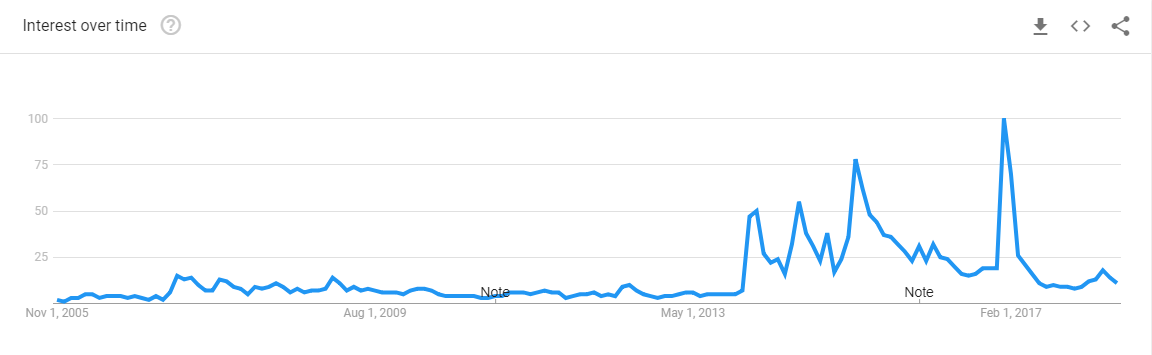 Interest over time ?
100
75
50
25
Note Note
Nov 1, 2005 Aug 1, 2009 May 1, 2013 Feb 1, 2017